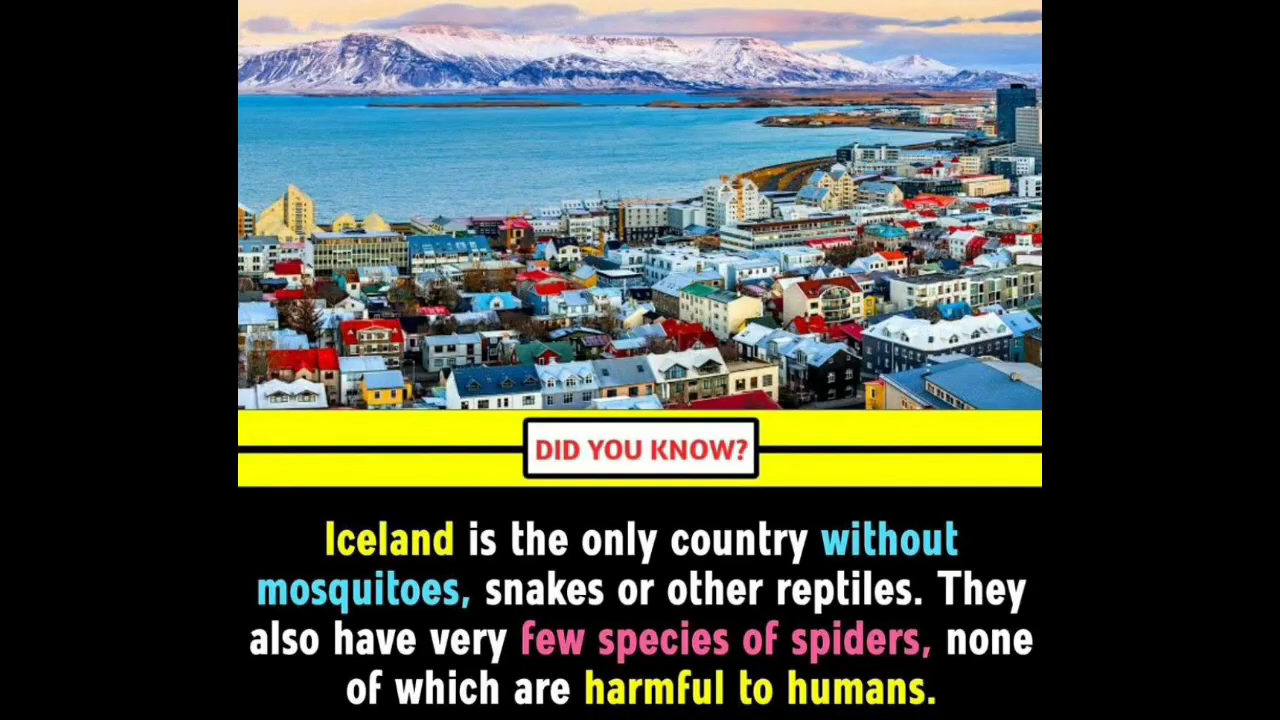 DID YOU KNOW?
Iceland is the only country without
mosquitoes, snakes or other reptiles. They
also have very few species of spiders, none
of which are harmful to humans.